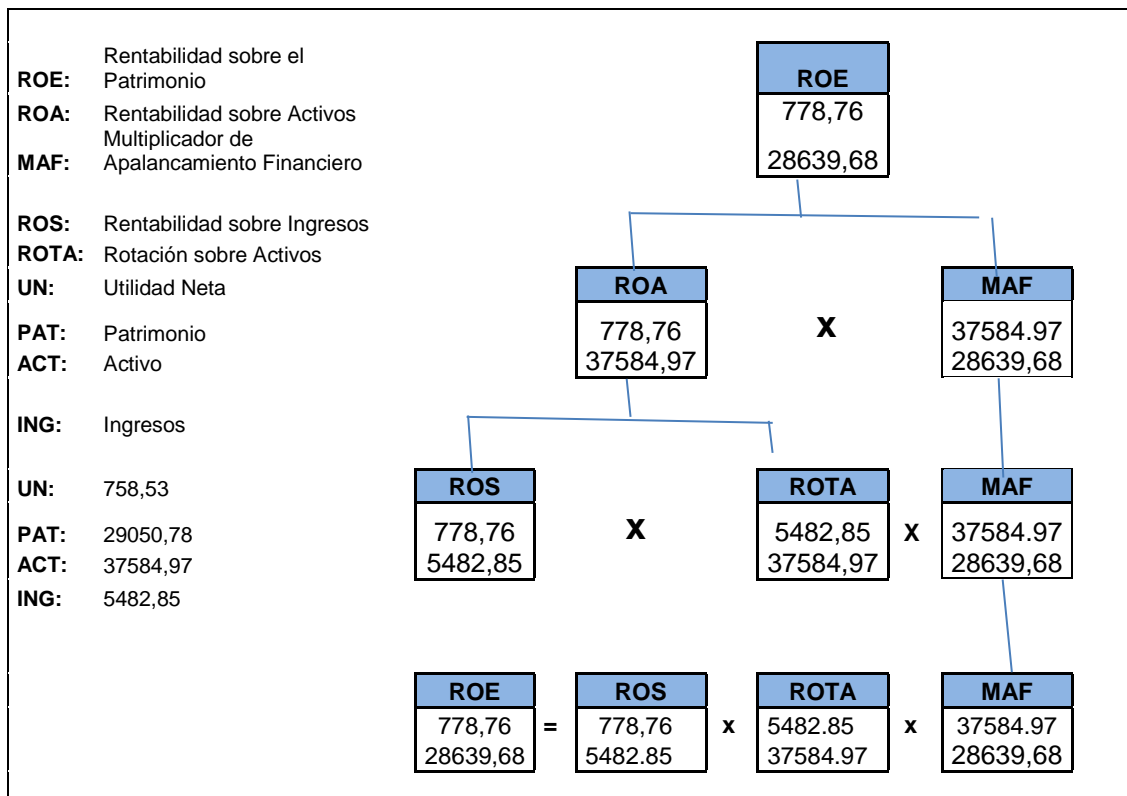 Rentabilidad sobre el
ROE: Patrimonio
ROA: Rentabilidad sobre Activos
Multiplicador de
MAF: Apalancamiento Financiero
ROS: Rentabilidad sobre Ingresos
ROTA: Rotación sobre Activos
UN: Utilidad Neta
PAT: Patrimonio
ACT: Activo
ING: Ingresos
UN: 758,53
PAT: 29050,78
ACT: 37584,97
ING: 5482,85
ROE
778,76
28639,68
ROA MAF
778,76 X 37584.97
37584,97 28639,68
ROS ROTA MAF
778,76 X 5482,85 X 37584.97
5482,85 37584,97 28639,68
ROE ROS ROTA MAF
778,76 = 778,76 x 5482.85 x 37584.97
28639,68 5482.85 37584.97 28639,68